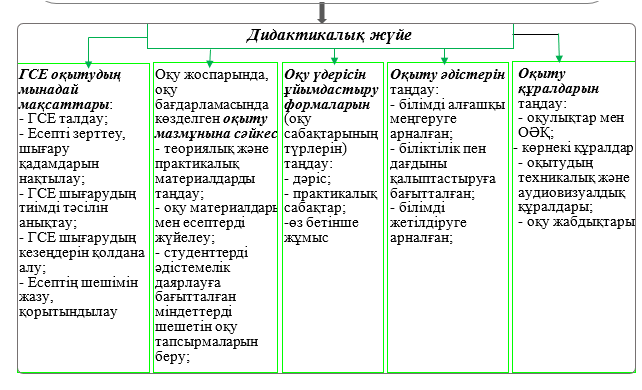 Дидактикалық жүйе
ГСЕ оқытудың
мынадай
мақсаттары:
- ГСЕ талдау;
- Есепті зерттеу,
шығару
қадамдарын
нақтылау;
- ГСЕ шығарудың
тиімді тәсілін
анықтау;
- ГСЕ шығарудың
кезеңдерін қолдана
алу;
- Есептің шешімін
жазу,
қорытындылау
Оқу жоспарында,
оқу
бағдарламасында
көзделген оқыту
мазмұнына сәйкес
- теориялық және
практикалық
материалдарды
таңдау;
- оқу материалдары
мен есептерді
жүйелеу;
- студенттерді
әдістемелік
даярлауға
бағытталған
міндеттерді
шешетін оқу
тапсырмаларын
беру;
Оқу үдерісін
ұйымдастыру
формаларын
(оқу
сабақтарының
түрлерін)
таңдау:
- дәріс;
- практикалық
сабақтар;
-өз бетінше
жұмыс
Оқыту әдістерін
таңдау:
- білімді алғашқы
меңгеруге
арналған;
- біліктілік пен
дағдыны
қалыптастыруға
бағытталған;
- білімді
жетілдіруге
арналған;
Оқыту
құралдарын
таңдау:
- оқулықтар мен
ОӘҚ;
- көрнекі құралдар
- оқытудың
техникалық және
аудиовизуалдық
құралдары;
- оқу жабдықтары